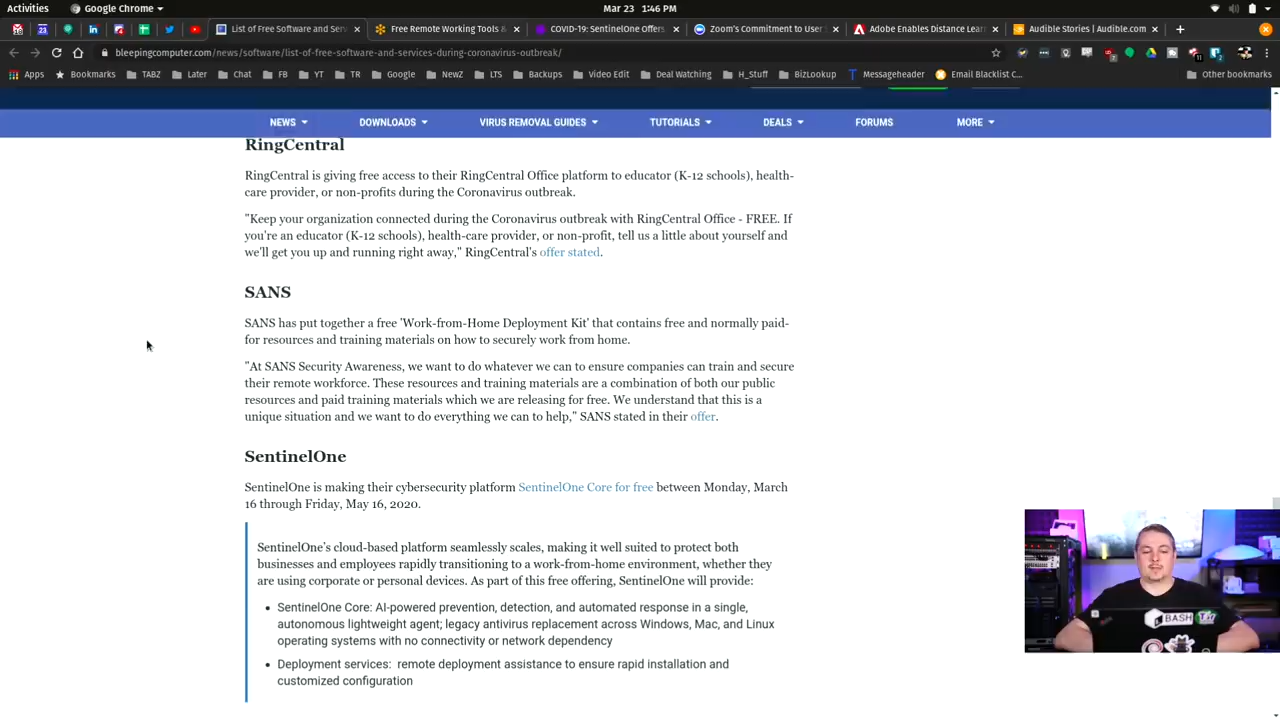 Activities
Google Chrome
Mar 23 1:46 PM
List of Free Software and S
Free Remote Working Tools &
COVID-19: SentinelOne Offers
Zoom's Commitment to User
Adobe Enables Distance Lear
Audible Stories | Audible.com
bleepingcomputer.com/news/software/list-of-free-software-and-services-during-coronavirus-outbreak/
Apps Bookmarks TABZ Later Chat FB YT TR Google NewZ LTS Backups Video Edit Deal Watching H_Stuff BizLookup Messageheader Email Blacklist C... Other bookmarks
NEWS DOWNLOADS VIRUS REMOVAL GUIDES TUTORIALS DEALS FORUMS MORE
RingCentral
RingCentral is giving free access to their RingCentral Office platform to educator (K-12 schools), health-
care provider, or non-profits during the Coronavirus outbreak.
"Keep your organization connected during the Coronavirus outbreak with RingCentral Office - FREE. If
you're an educator (K-12 schools), health-care provider, or non-profit, tell us a little about yourself and
we'll get you up and running right away," RingCentral's offer stated.
SANS
SANS has put together a free 'Work-from-Home Deployment Kit' that contains free and normally paid-
for resources and training materials on how to securely work from home.
"At SANS Security Awareness, we want to do whatever we can to ensure companies can train and secure
their remote workforce. These resources and training materials are a combination of both our public
resources and paid training materials which we are releasing for free. We understand that this is a
unique situation and we want to do everything we can to help," SANS stated in their offer.
SentinelOne
SentinelOne is making their cybersecurity platform SentinelOne Core for free between Monday, March
16 through Friday, May 16, 2020.
SentinelOne's cloud-based platform seamlessly scales, making it well suited to protect both
businesses and employees rapidly transitioning to a work-from-home environment, whether they
are using corporate or personal devices. As part of this free offering, SentinelOne will provide:
• SentinelOne Core: AI-powered prevention, detection, and automated response in a single,
autonomous lightweight agent; legacy antivirus replacement across Windows, Mac, and Linux
operating systems with no connectivity or network dependency
• Deployment services: remote deployment assistance to ensure rapid installation and
customized configuration
BASH